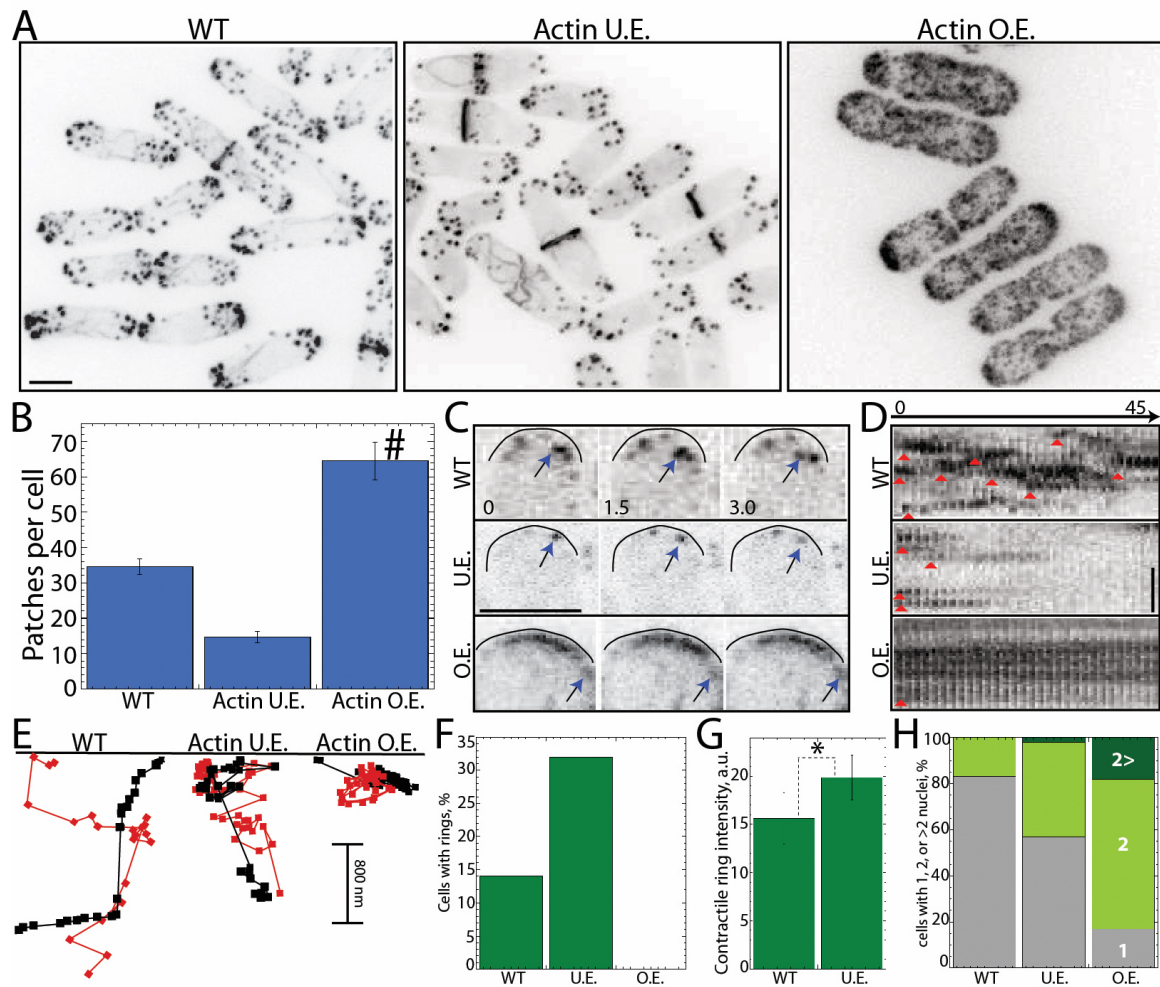 A
WT
Actin U.E.
Actin O.E.
B
Patches per cell
70
60
50
40
30
20
10
0
#
WT
Actin U.E.
Actin O.E.
C
WT
0
1.5
3.0
U.E.
O.E.
D
0
45
WT
U.E.
O.E.
E
WT
Actin U.E.
Actin O.E.
800 nm
F
Cells with rings, %
35
30
25
20
15
10
5
0
WT
U.E.
O.E.
G
Contractile ring intensity, a.u.
20
15
10
5
0
*
WT
U.E.
H
cells with 1, 2, or >2 nuclei, %
100
80
60
40
20
0
2>
2
1
WT
U.E.
O.E.